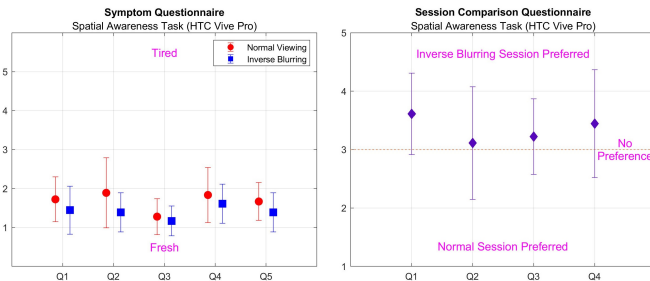 Symptom Questionnaire
Spatial Awareness Task (HTC Vive Pro)
Tired
Normal Viewing
Inverse Blurring
5
4
3
2
1
Fresh
Q1 Q2 Q3 Q4 Q5
Session Comparison Questionnaire
Spatial Awareness Task (HTC Vive Pro)
5
Inverse Blurring Session Preferred
4
3
No
Preference
2
Normal Session Preferred
1
Q1 Q2 Q3 Q4